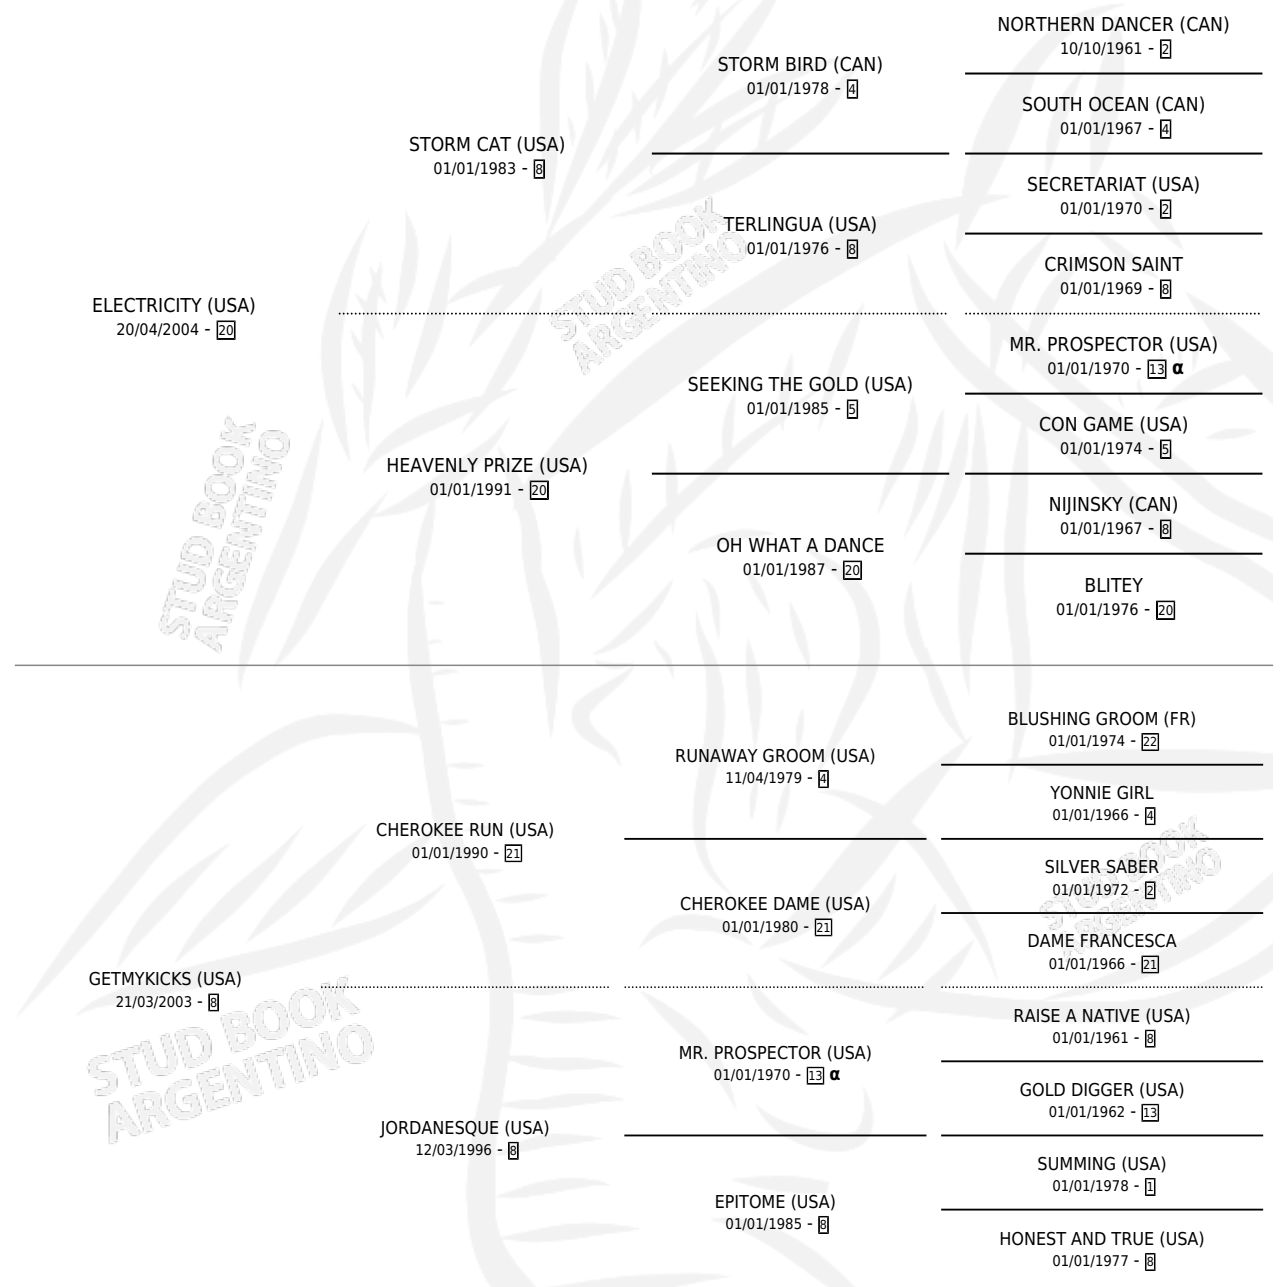 NORTHERN DANCER (CAN)
10/10/1961 - 2
STORM BIRD (CAN)
01/01/1978 - 4
SOUTH OCEAN (CAN)
01/01/1967 - 4
STORM CAT (USA)
01/01/1983 - 8
SECRETARIAT (USA)
01/01/1970 - 2
TERLINGUA (USA)
01/01/1976 - 8
CRIMSON SAINT
01/01/1969 - 8
ELECTRICITY (USA)
20/04/2004 - 20
MR. PROSPECTOR (USA)
01/01/1970 - 13 α
SEEKING THE GOLD (USA)
01/01/1985 - 5
CON GAME (USA)
01/01/1974 - 5
HEAVENLY PRIZE (USA)
01/01/1991 - 20
NIJINSKY (CAN)
01/01/1967 - 8
OH WHAT A DANCE
01/01/1987 - 20
BLITEY
01/01/1976 - 20
BLUSHING GROOM (FR)
01/01/1974 - 22
RUNAWAY GROOM (USA)
11/04/1979 - 4
YONNIE GIRL
01/01/1966 - 4
CHEROKEE RUN (USA)
01/01/1990 - 21
SILVER SABER
01/01/1972 - 2
CHEROKEE DAME (USA)
01/01/1980 - 21
DAME FRANCESCA
01/01/1966 - 21
GETMYKICKS (USA)
21/03/2003 - 8
RAISE A NATIVE (USA)
01/01/1961 - 8
MR. PROSPECTOR (USA)
01/01/1970 - 13 α
GOLD DIGGER (USA)
01/01/1962 - 13
JORDANESQUE (USA)
12/03/1996 - 8
SUMMING (USA)
01/01/1978 - 1
EPITOME (USA)
01/01/1985 - 8
HONEST AND TRUE (USA)
01/01/1977 - 8
STUD BOOK
ARGENTINO
STUD BOOK
ARGENTINO
STUD BOOK
ARGENTINO
STUD BOOK
ARGENTINO